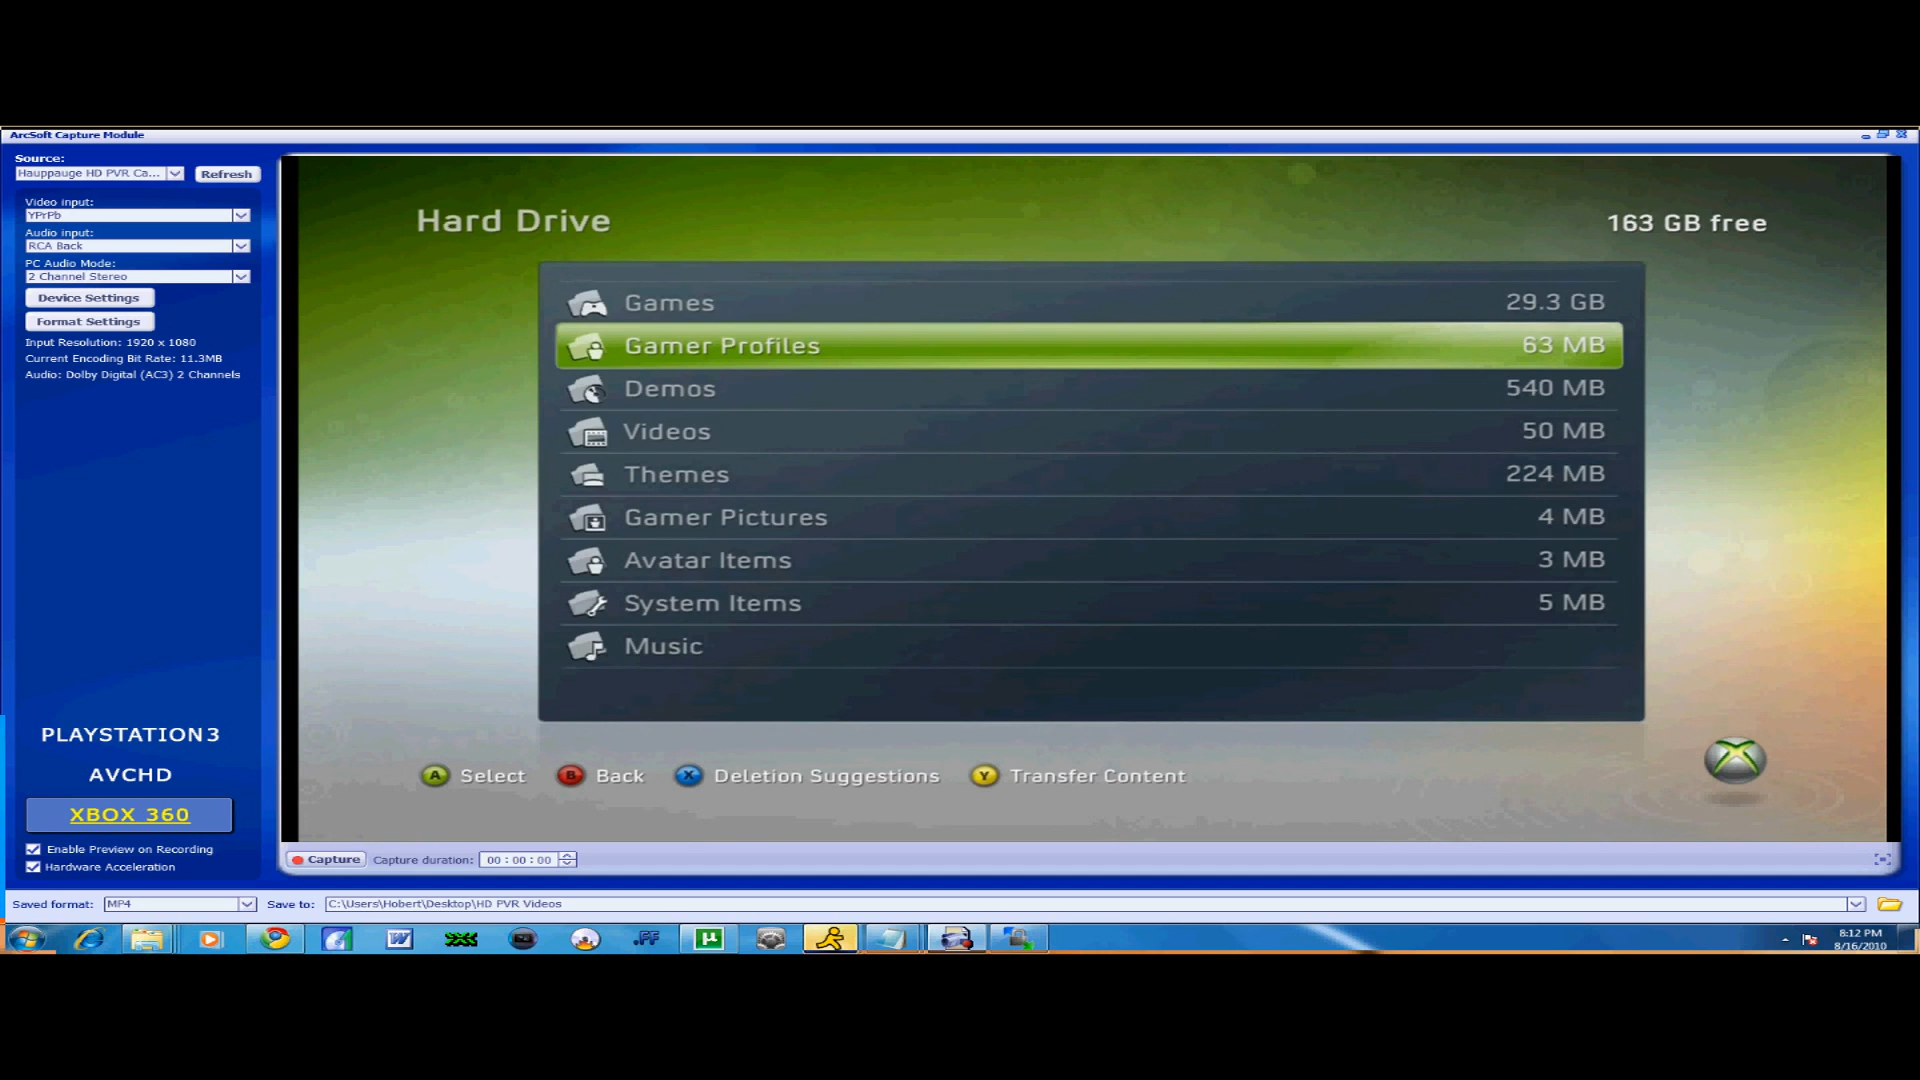 ArcSoft Capture Module
Source:
Hauppauge HD PVR Ca...
Refresh
Video input:
YPrPb
Audio input:
RCA Back
PC Audio Mode:
2 Channel Stereo
Device Settings
Format Settings
Input Resolution: 1920 x 1080
Current Encoding Bit Rate: 11.3MB
Audio: Dolby Digital (AC3) 2 Channels
PLAYSTATION3
AVCHD
XBOX 360
Enable Preview on Recording
Hardware Acceleration
Hard Drive
163 GB free
Games 29.3 GB
Gamer Profiles 63 MB
Demos 540 MB
Videos 50 MB
Themes 224 MB
Gamer Pictures 4 MB
Avatar Items 3 MB
System Items 5 MB
Music
A Select B Back X Deletion Suggestions Y Transfer Content
Capture Capture duration: 00 : 00 : 00
Saved format: MP4 Save to: C:\Users\Hobert\Desktop\HD PVR Videos
.FF
µ
8:12 PM
8/16/2010